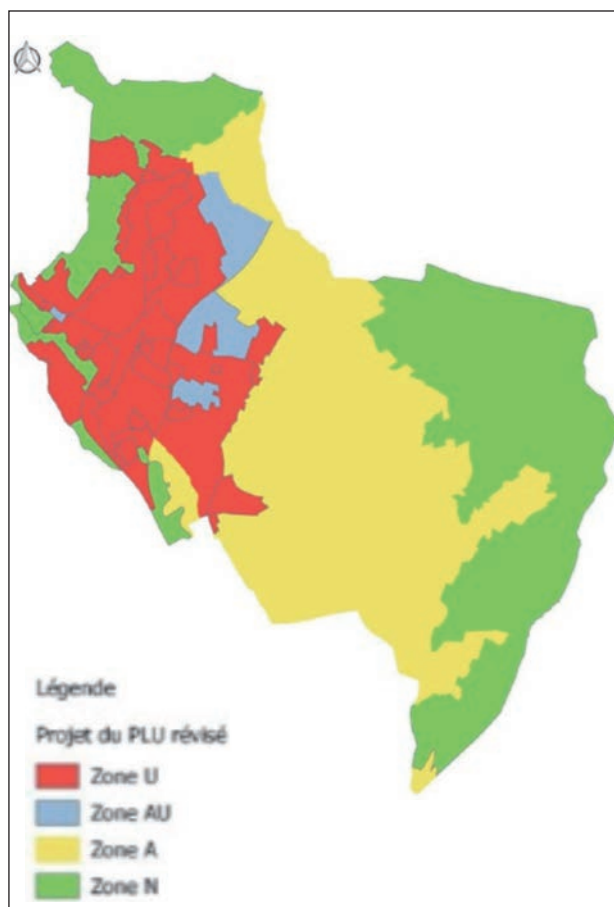 Légende
Projet du PLU révisé
Zone U
Zone AU
Zone A
Zone N